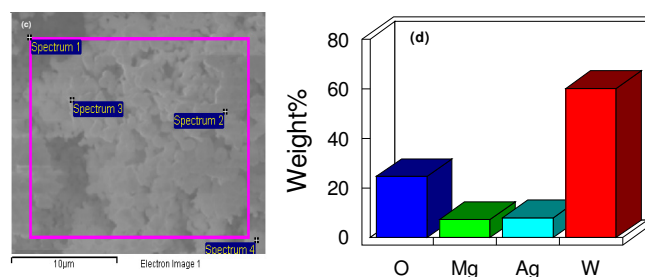 (c)
Spectrum 1
Spectrum 3
Spectrum 2
Spectrum 4
10µm
Electron Image 1
(d)
Weight%
80
60
40
20
0
O Mg Ag W